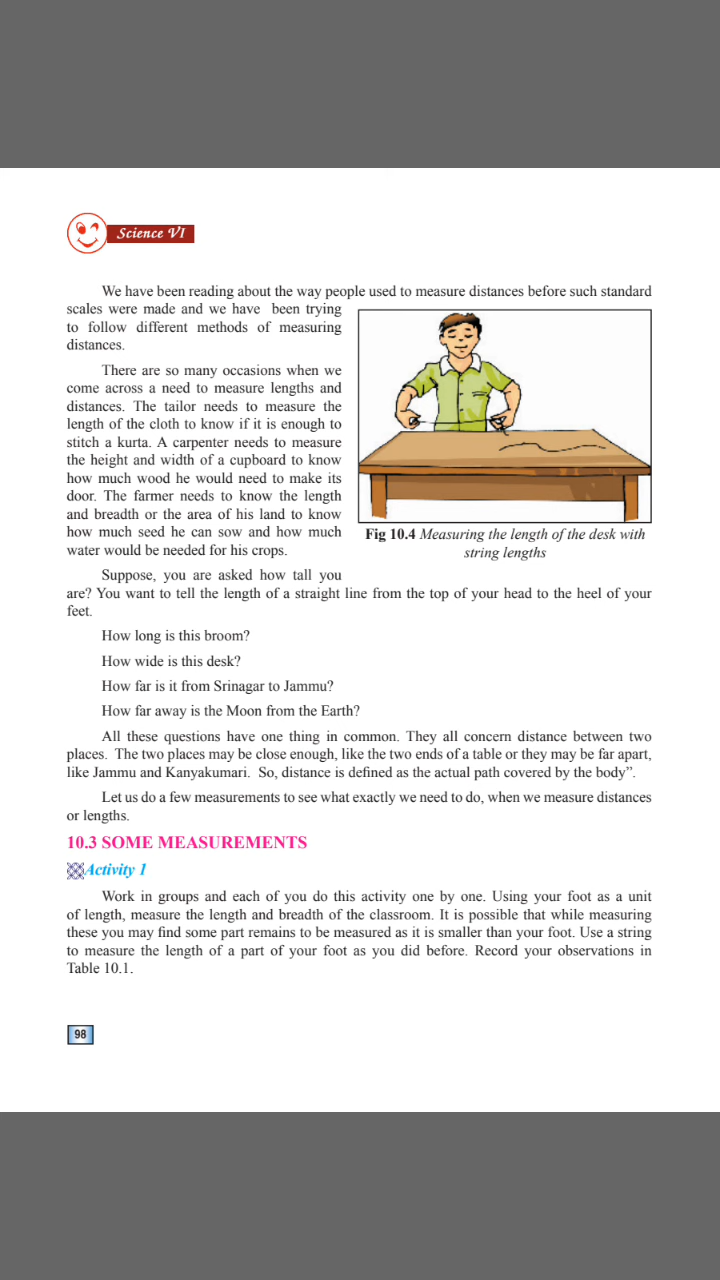 Science VI
We have been reading about the way people used to measure distances before such standard
scales were made and we have been trying
to follow different methods of measuring
distances.
There are so many occasions when we
come across a need to measure lengths and
distances. The tailor needs to measure the
length of the cloth to know if it is enough to
stitch a kurta. A carpenter needs to measure
the height and width of a cupboard to know
how much wood he would need to make its
door. The farmer needs to know the length
and breadth or the area of his land to know
how much seed he can sow and how much
water would be needed for his crops.
Fig 10.4 Measuring the length of the desk with
string lengths
Suppose, you are asked how tall you
are? You want to tell the length of a straight line from the top of your head to the heel of your
feet.
How long is this broom?
How wide is this desk?
How far is it from Srinagar to Jammu?
How far away is the Moon from the Earth?
All these questions have one thing in common. They all concern distance between two
places. The two places may be close enough, like the two ends of a table or they may be far apart,
like Jammu and Kanyakumari. So, distance is defined as the actual path covered by the body”.
Let us do a few measurements to see what exactly we need to do, when we measure distances
or lengths.
10.3 SOME MEASUREMENTS
Activity 1
Work in groups and each of you do this activity one by one. Using your foot as a unit
of length, measure the length and breadth of the classroom. It is possible that while measuring
these you may find some part remains to be measured as it is smaller than your foot. Use a string
to measure the length of a part of your foot as you did before. Record your observations in
Table 10.1.
98